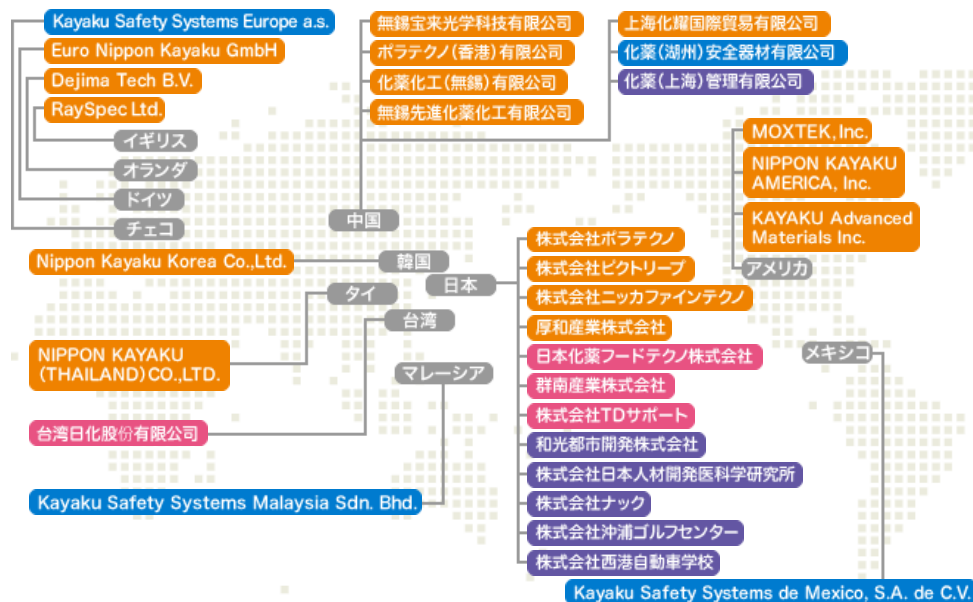 Kayaku Safety Systems Europe a.s.
Euro Nippon Kayaku GmbH
Dejima Tech B.V.
RaySpec Ltd.
イギリス
オランダ
ドイツ
チェコ
無錫宝来光学科技有限公司
ポラテクノ(香港)有限公司
化薬化工(無錫)有限公司
無錫先進化薬化工有限公司
上海化耀国際貿易有限公司
化薬(湖州)安全器材有限公司
化薬(上海)管理有限公司
中国
MOXTEK, Inc.
NIPPON KAYAKU
AMERICA, Inc.
KAYAKU Advanced
Materials Inc.
アメリカ
Nippon Kayaku Korea Co.,Ltd.
韓国
タイ
台湾
NIPPON KAYAKU
(THAILAND)CO.,LTD.
マレーシア
台湾日化股份有限公司
Kayaku Safety Systems Malaysia Sdn. Bhd.
日本
株式会社ポラテクノ
株式会社ビクトリープ
株式会社ニッカファインテクノ
厚和産業株式会社
日本化薬フードテクノ株式会社
群南産業株式会社
株式会社TDサポート
和光都市開発株式会社
株式会社日本人材開発医科学研究所
株式会社ナック
株式会社沖浦ゴルフセンター
株式会社西港自動車学校
メキシコ
Kayaku Safety Systems de Mexico, S.A. de C.V.